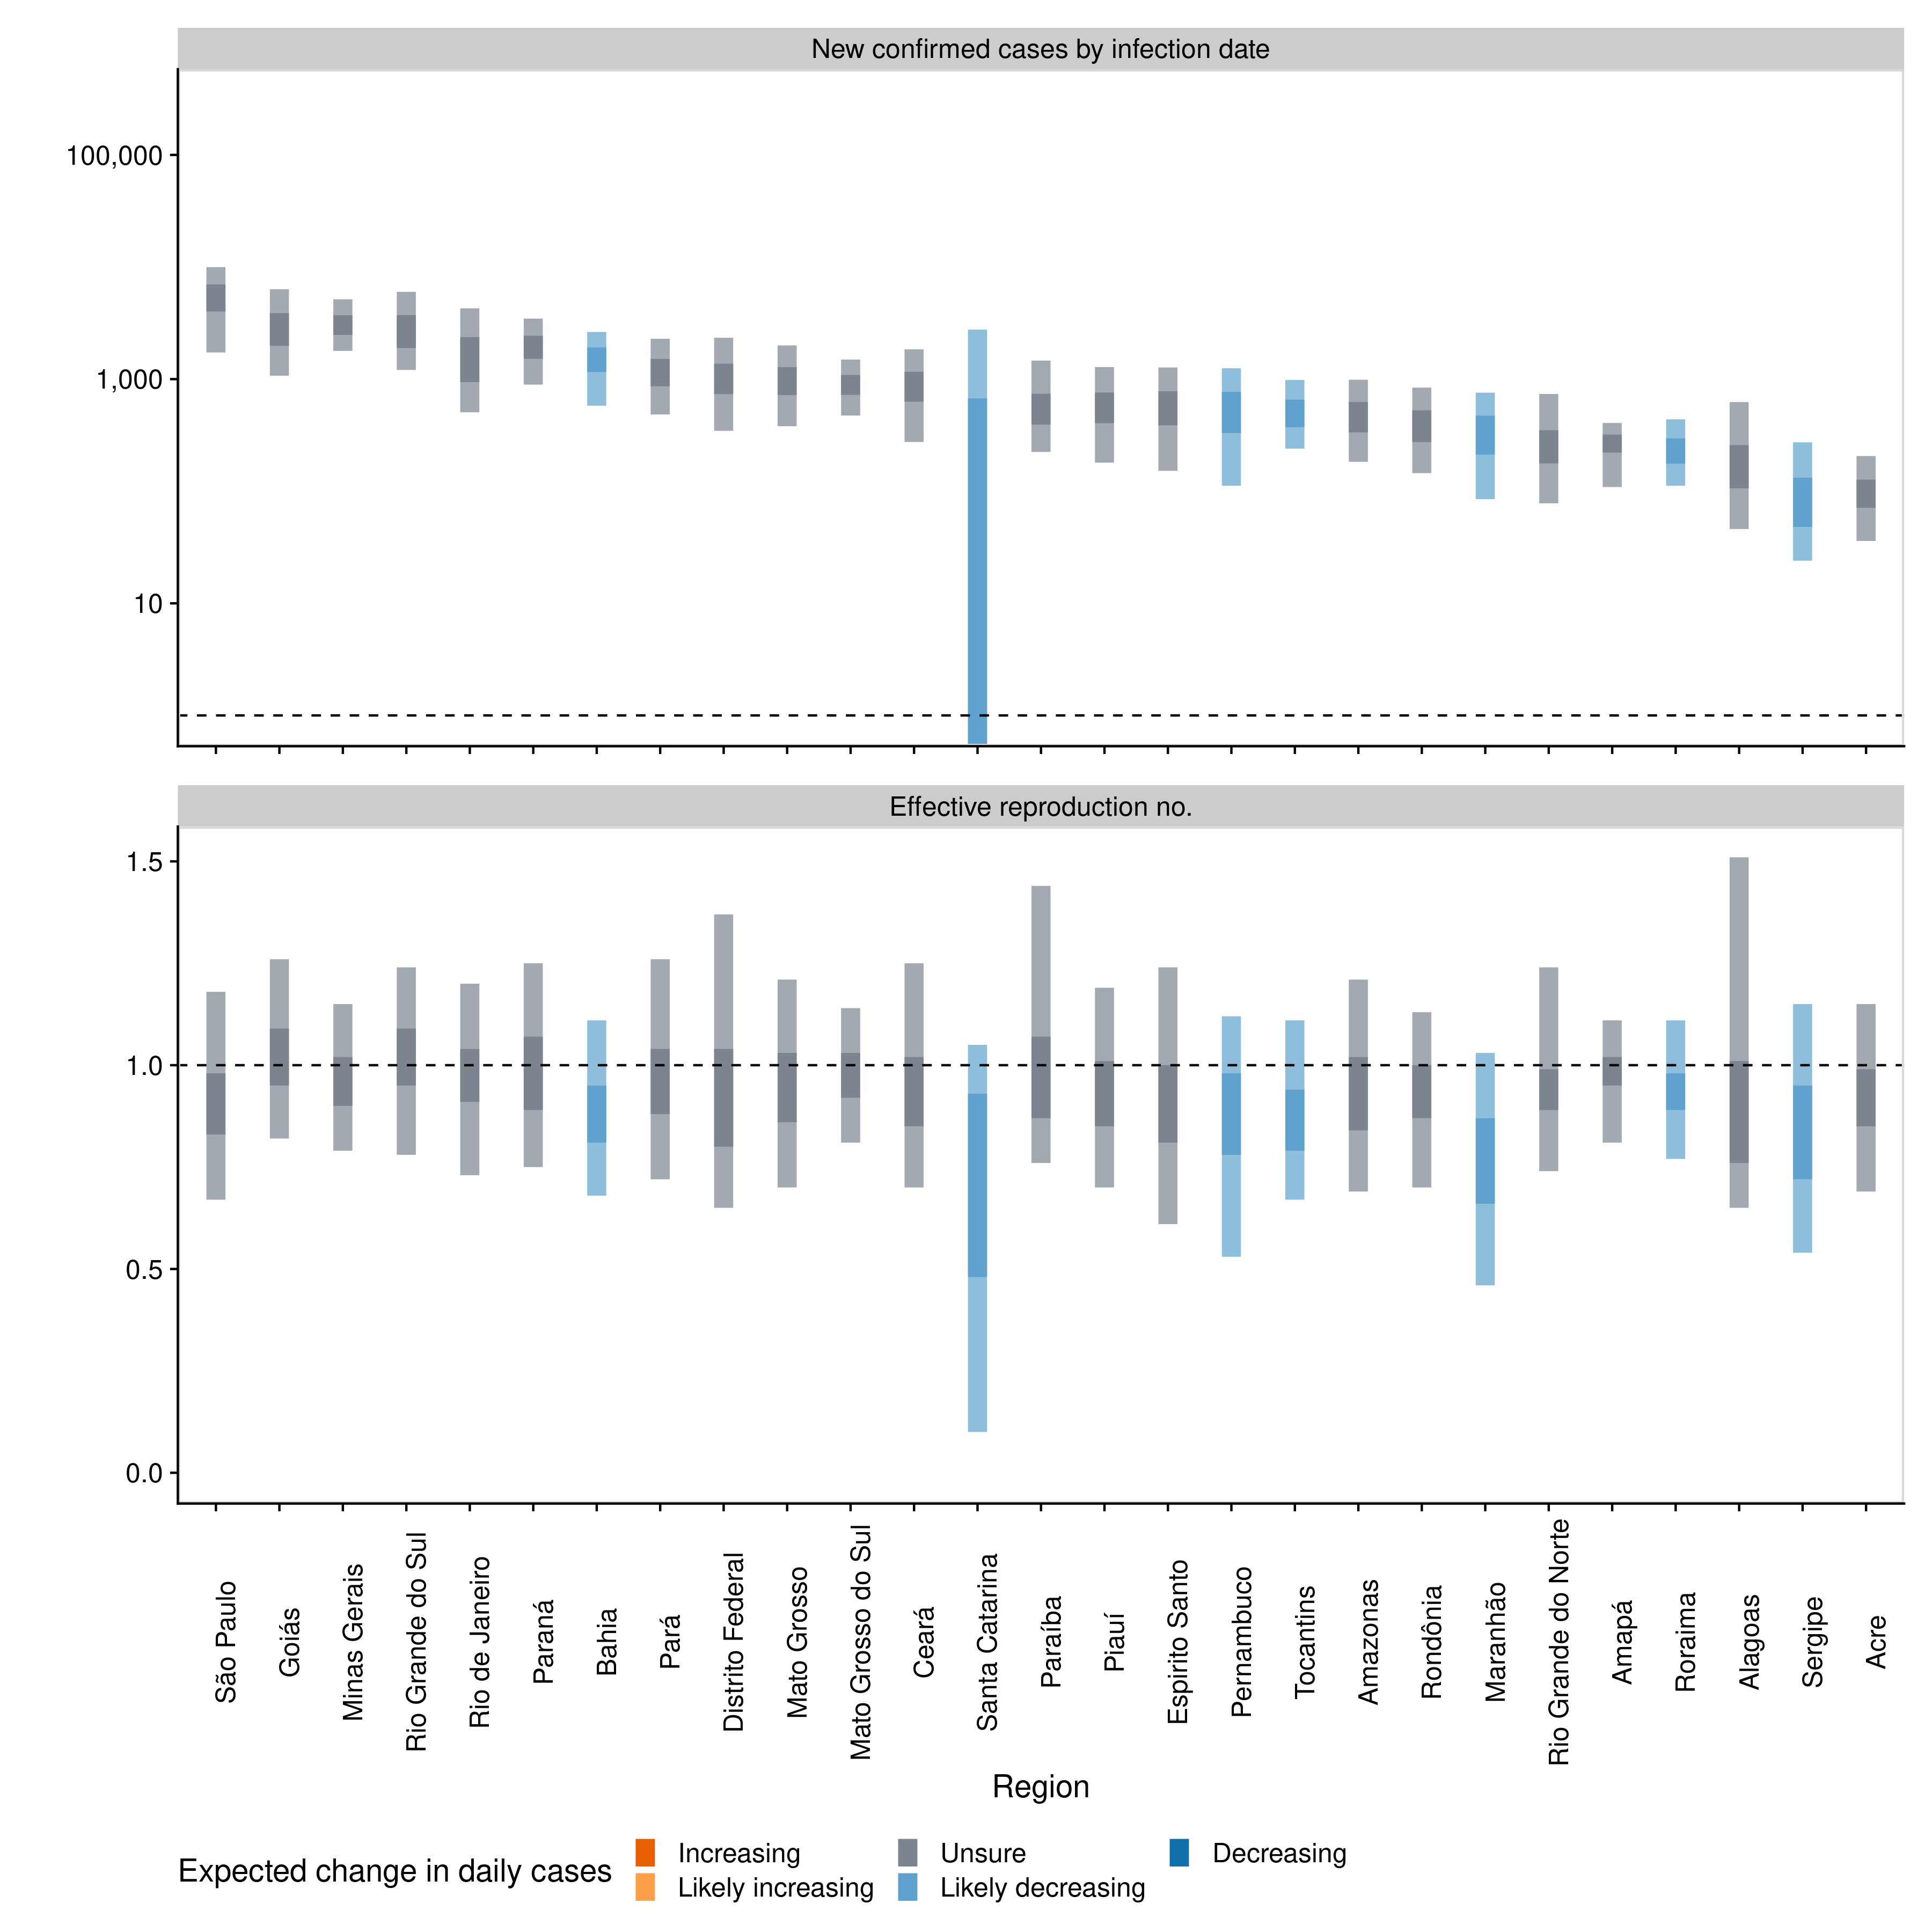 New confirmed cases by infection date
100,000
1,000
10
Effective reproduction no.
1.5
1.0
0.5
0.0
São Paulo
Goiás
Minas Gerais
Rio Grande do Sul
Rio de Janeiro
Paraná
Bahia
Pará
Distrito Federal
Mato Grosso
Mato Grosso do Sul
Ceará
Santa Catarina
Paraíba
Piauí
Espirito Santo
Pernambuco
Tocantins
Amazonas
Rondônia
Maranhão
Rio Grande do Norte
Amapá
Roraima
Alagoas
Sergipe
Acre
Region
Expected change in daily cases
Increasing
Likely increasing
Unsure
Likely decreasing
Decreasing